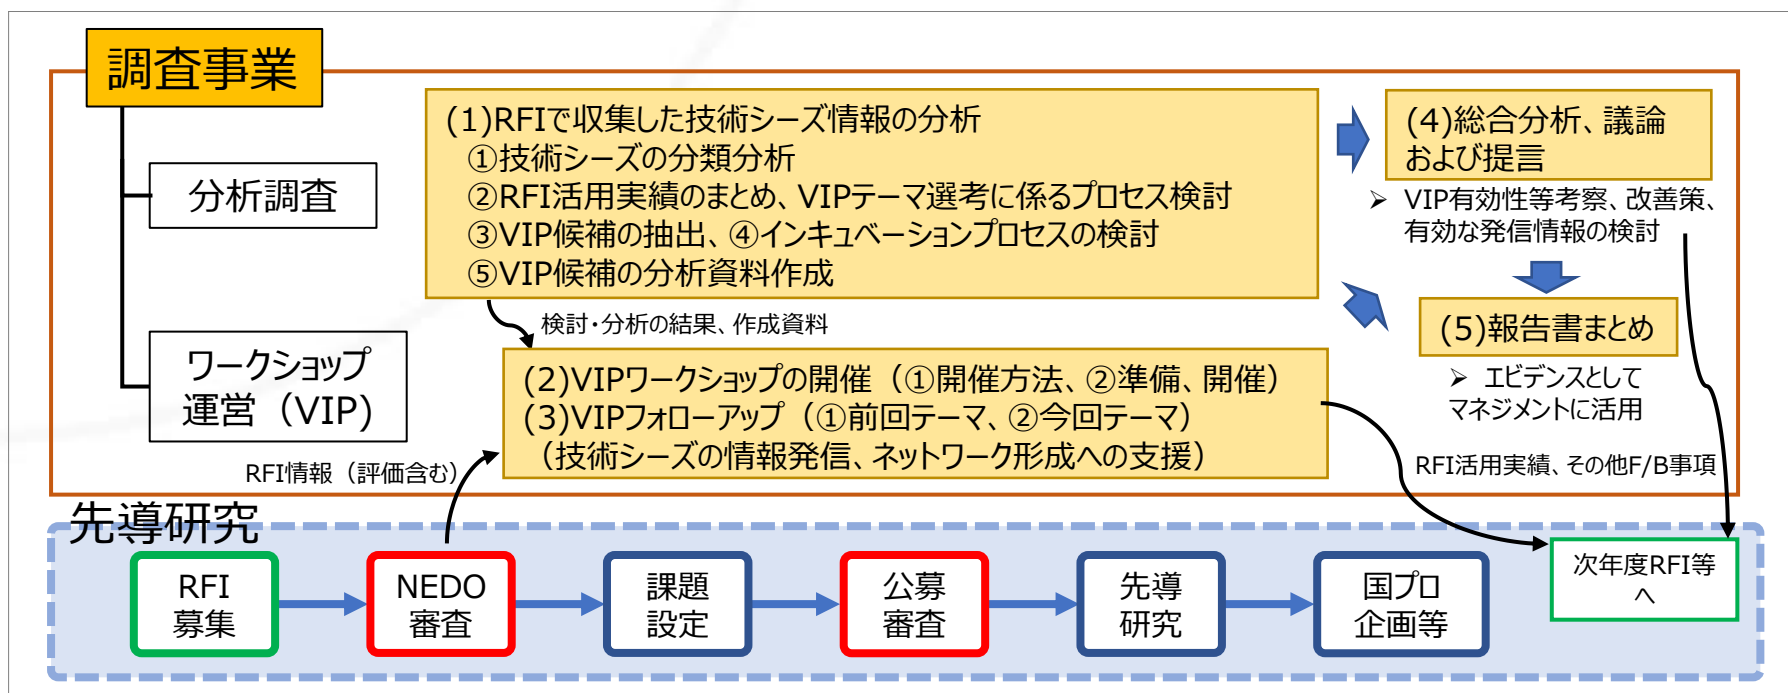 調査事業
分析調査
ワークショップ
運営（VIP)
(1)RFIで収集した技術シーズ情報の分析
①技術シーズの分類分析
②RFI活用実績のまとめ、VIPテーマ選考に係るプロセス検討
③VIP候補の抽出、④インキュベーションプロセスの検討
⑤VIP候補の分析資料作成
(4)総合分析、議論
および提言
➢ VIP有効性等考察、改善策、
有効な発信情報の検討
検討・分析の結果、作成資料
(5)報告書まとめ
➢ エビデンスとして
マネジメントに活用
(2)VIPワークショップの開催（①開催方法、②準備、開催）
(3)VIPフォローアップ（①前回テーマ、②今回テーマ）
（技術シーズの情報発信、ネットワーク形成への支援）
RFI情報（評価含む）
RFI活用実績、その他F/B事項
先導研究
RFI
募集
NEDO
審査
課題
設定
公募
審査
先導
研究
国プロ
企画等
次年度RFI等
へ